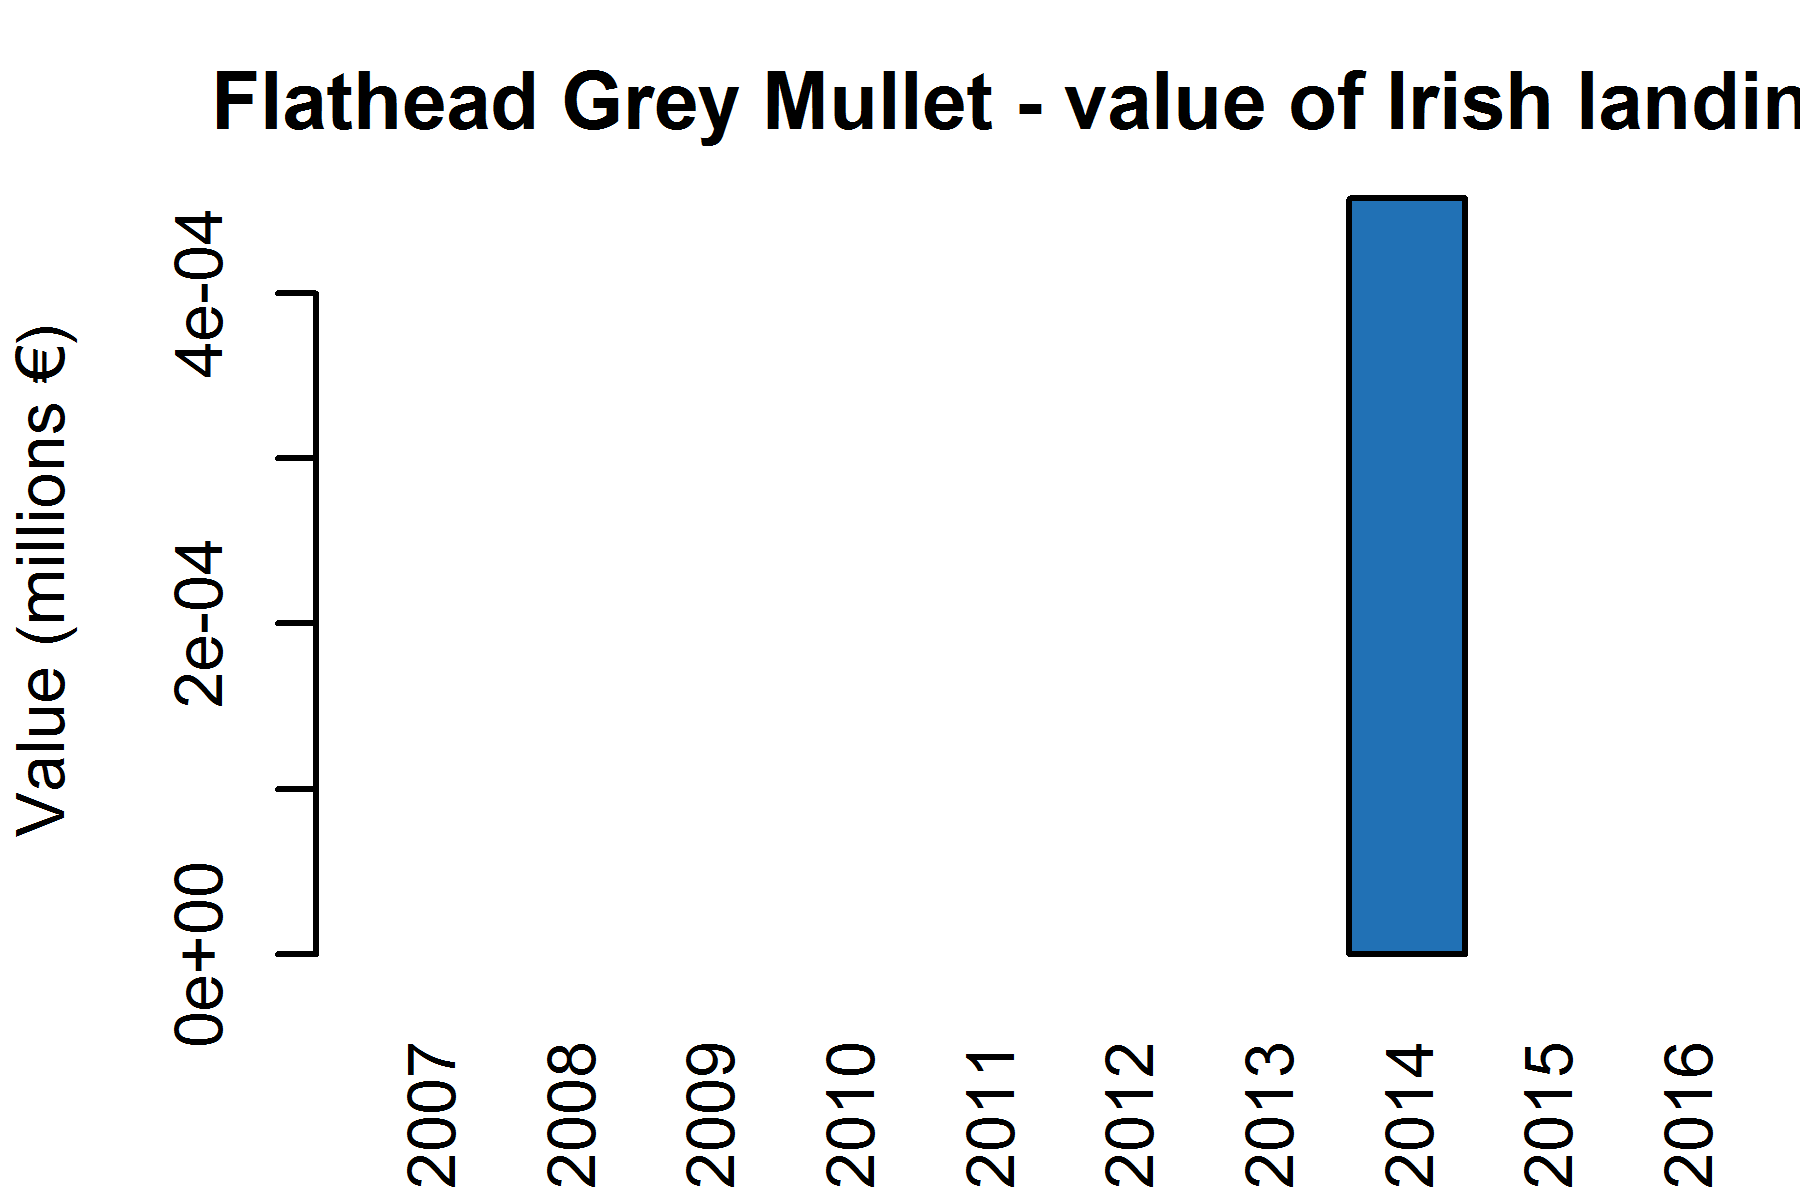 Flathead Grey Mullet - value of Irish landin
Value (millions €)
4e-04
2e-04
0e+00
2007
2008
2009
2010
2011
2012
2013
2014
2015
2016